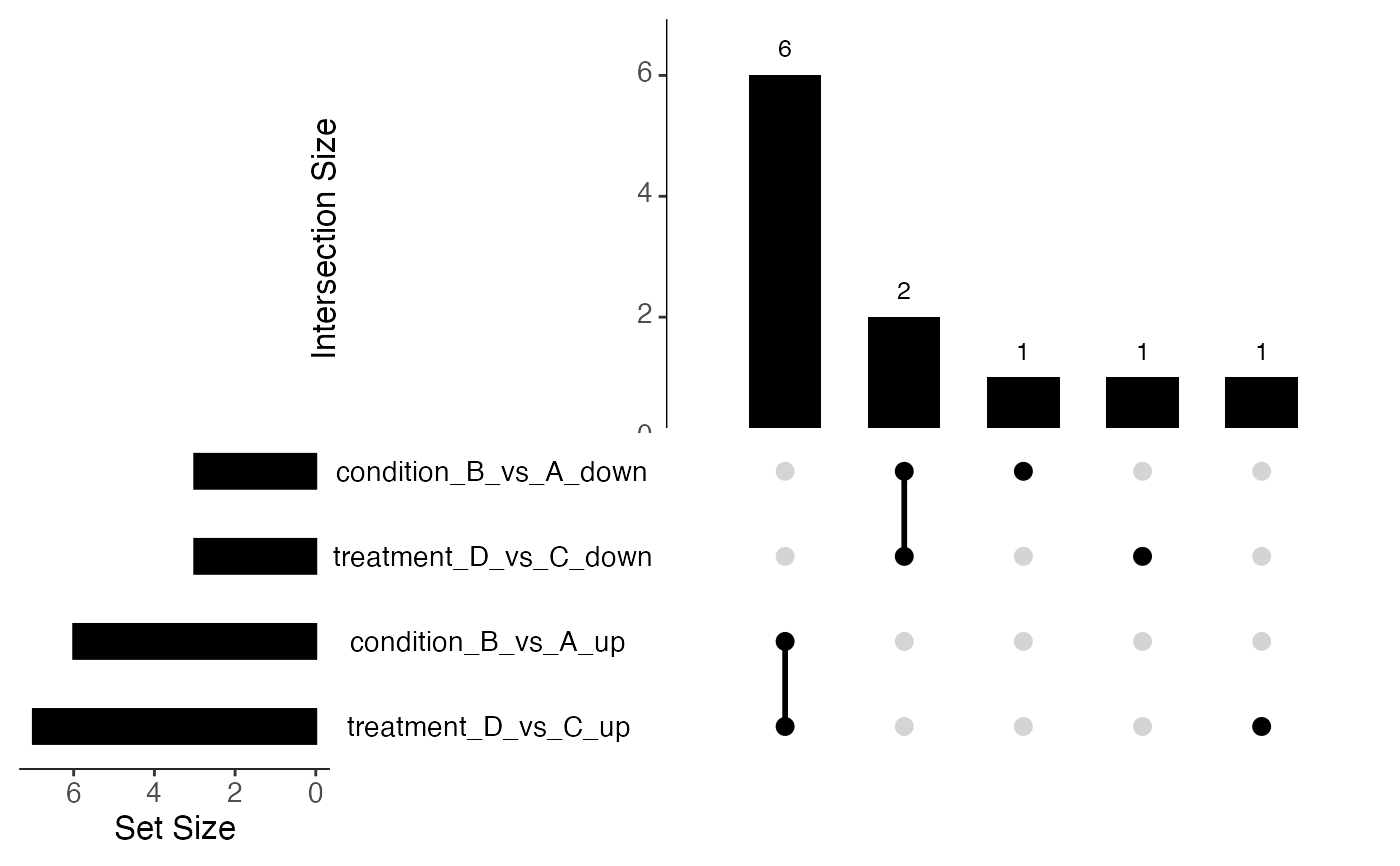 6
6
4
2
0
2
1
1
1
Intersection Size
condition_B_vs_A_down
treatment_D_vs_C_down
condition_B_vs_A_up
treatment_D_vs_C_up
6 4 2 0
Set Size